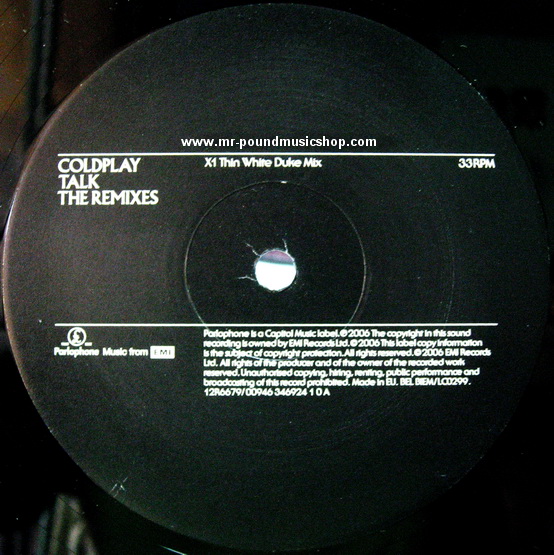 www.mr-poundmusicshop.com
COLDPLAY
TALK
THE REMIXES
X1 Thin White Duke Mix
33RPM
Parlophone Music from EMI
Parlophone is a Capitol Music label. ℗ 2006 The copyright in this sound
recording is owned by EMI Records Ltd. © 2006 This label copy information
is the subject of copyright protection. All rights reserved. © 2006 EMI Records
Ltd. All rights of the producer and of the owner of the recorded work
reserved. Unauthorised copying, hiring, renting, public performance and
broadcasting of this record prohibited. Made in EU. BEL BIEM/LC0299.
12R6679/00946 346924 1 0 A